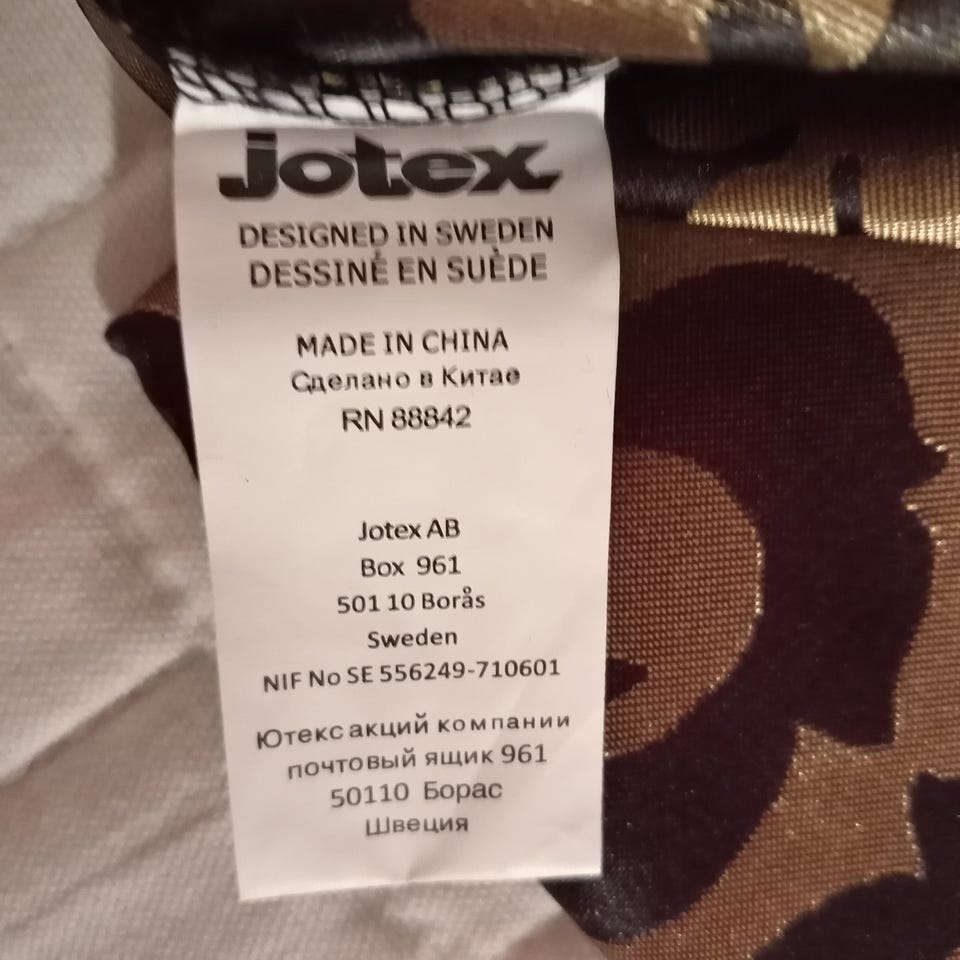 jotex
DESIGNED IN SWEDEN
DESSINÉ EN SUÈDE
MADE IN CHINA
Сделано в Китае
RN 88842
Jotex AB
Box 961
501 10 Borås
Sweden
NIF No SE 556249-710601
Ютекс акций компании
почтовый ящик 961
50110 Борас
Швеция